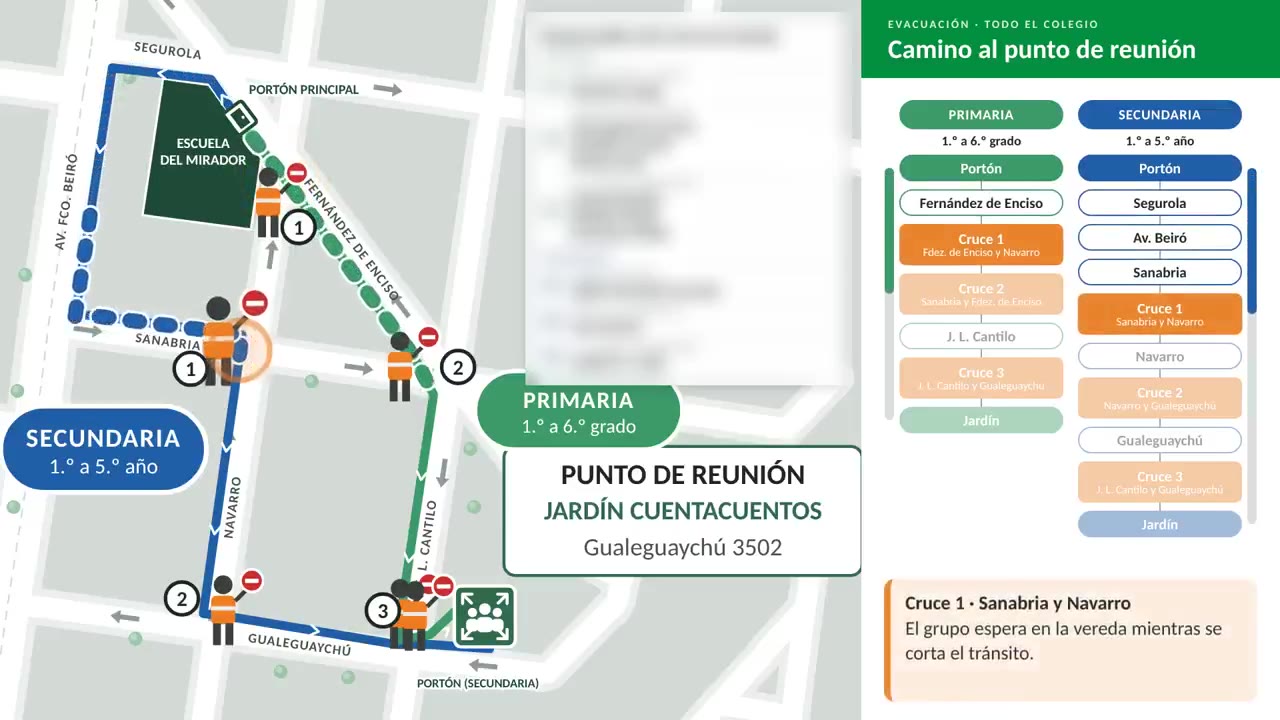 SEGUROLA
PORTÓN PRINCIPAL
ESCUELA
DEL MIRADOR
AV. FCO. BEIRÓ
FERNÁNDEZ DE ENCISO
1
SANABRIA
1
2
PRIMARIA
1.º a 6.º grado
SECUNDARIA
1.º a 5.º año
PUNTO DE REUNIÓN
JARDÍN CUENTACUENTOS
Gualeguaychú 3502
NAVARRO
L. CANTILO
2
3
GUALEGUAYCHÚ
PORTÓN (SECUNDARIA)
EVACUACIÓN · TODO EL COLEGIO
Camino al punto de reunión
PRIMARIA
1.º a 6.º grado
Portón
Fernández de Enciso
Cruce 1
Fdez. de Enciso y Navarro
Cruce 2
Sanabria y Fdez. de Enciso
J. L. Cantilo
Cruce 3
J. L. Cantilo y Gualeguaychú
Jardín
SECUNDARIA
1.º a 5.º año
Portón
Segurola
Av. Beiró
Sanabria
Cruce 1
Sanabria y Navarro
Navarro
Cruce 2
Navarro y Gualeguaychú
Gualeguaychú
Cruce 3
J. L. Cantilo y Gualeguaychú
Jardín
Cruce 1 · Sanabria y Navarro
El grupo espera en la vereda mientras se
corta el tránsito.